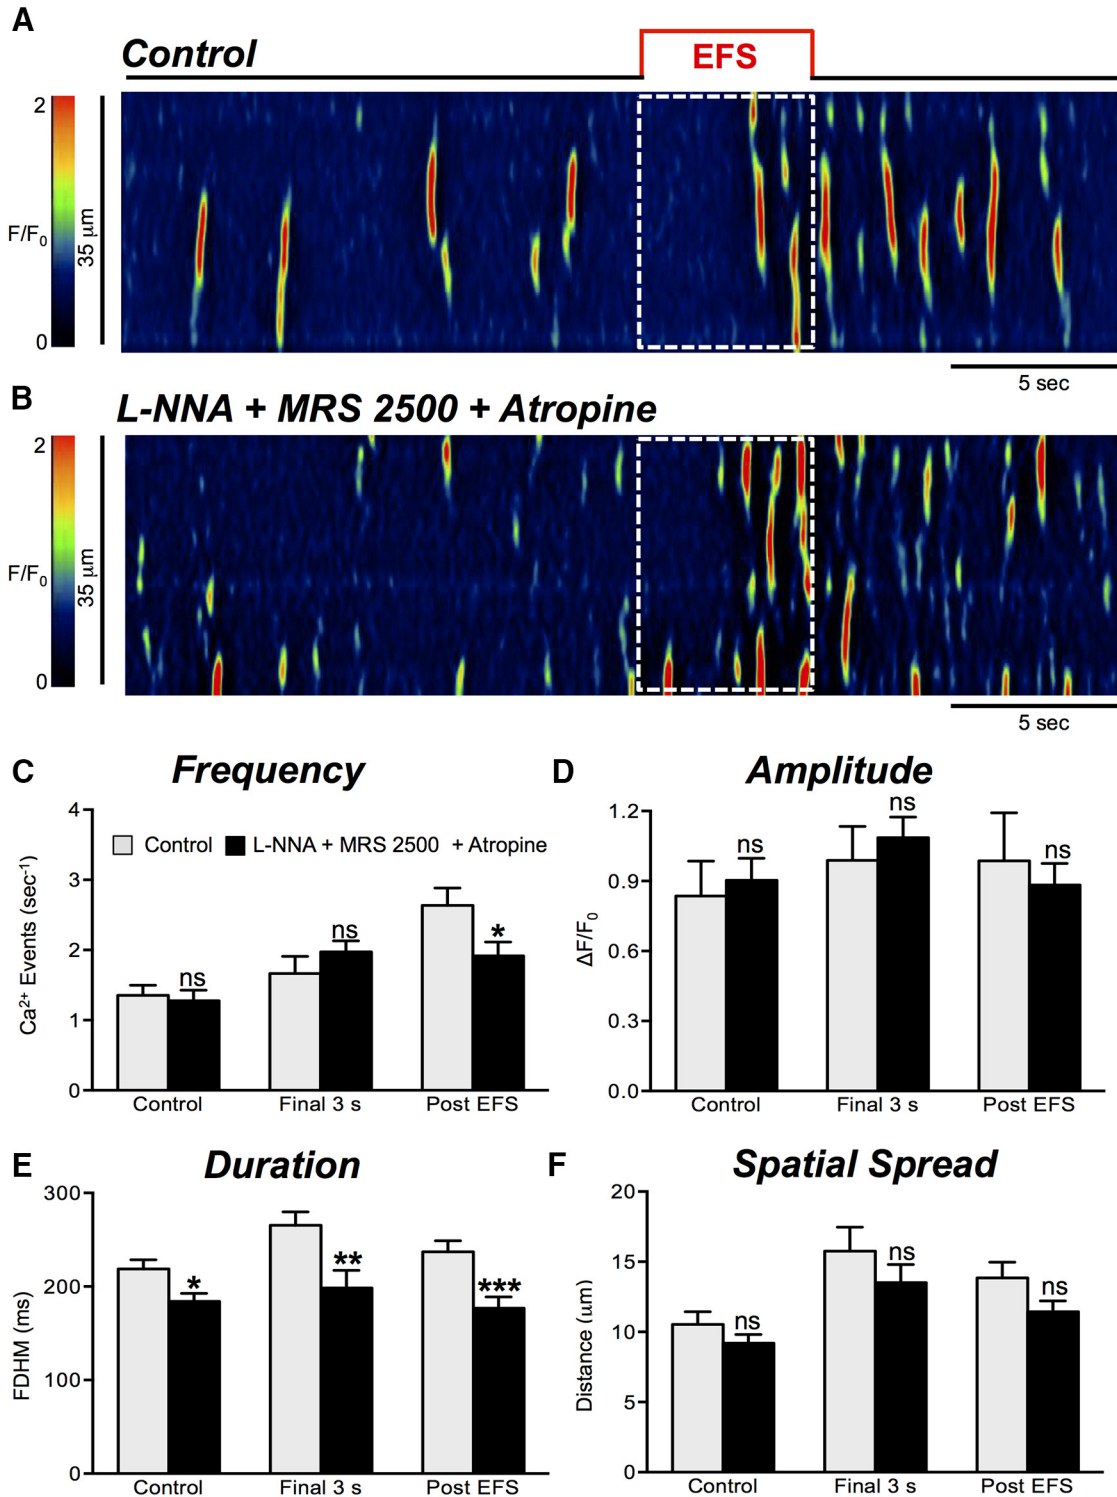 A
Control
EFS
2
F/F0
0
35 μm
5 sec
B
L-NNA + MRS 2500 + Atropine
2
F/F0
0
35 μm
5 sec
C
Frequency
4
3
2
1
0
Ca2+ Events (sec-1)
Control
L-NNA + MRS 2500 + Atropine
ns
ns
*
Control
Final 3 s
Post EFS
D
Amplitude
1.2
0.9
0.6
0.3
0.0
ΔF/F0
ns
ns
ns
Control
Final 3 s
Post EFS
E
Duration
300
200
100
0
FDHM (ms)
*
**
***
Control
Final 3 s
Post EFS
F
Spatial Spread
20
15
10
5
0
Distance (μm)
ns
ns
ns
Control
Final 3 s
Post EFS